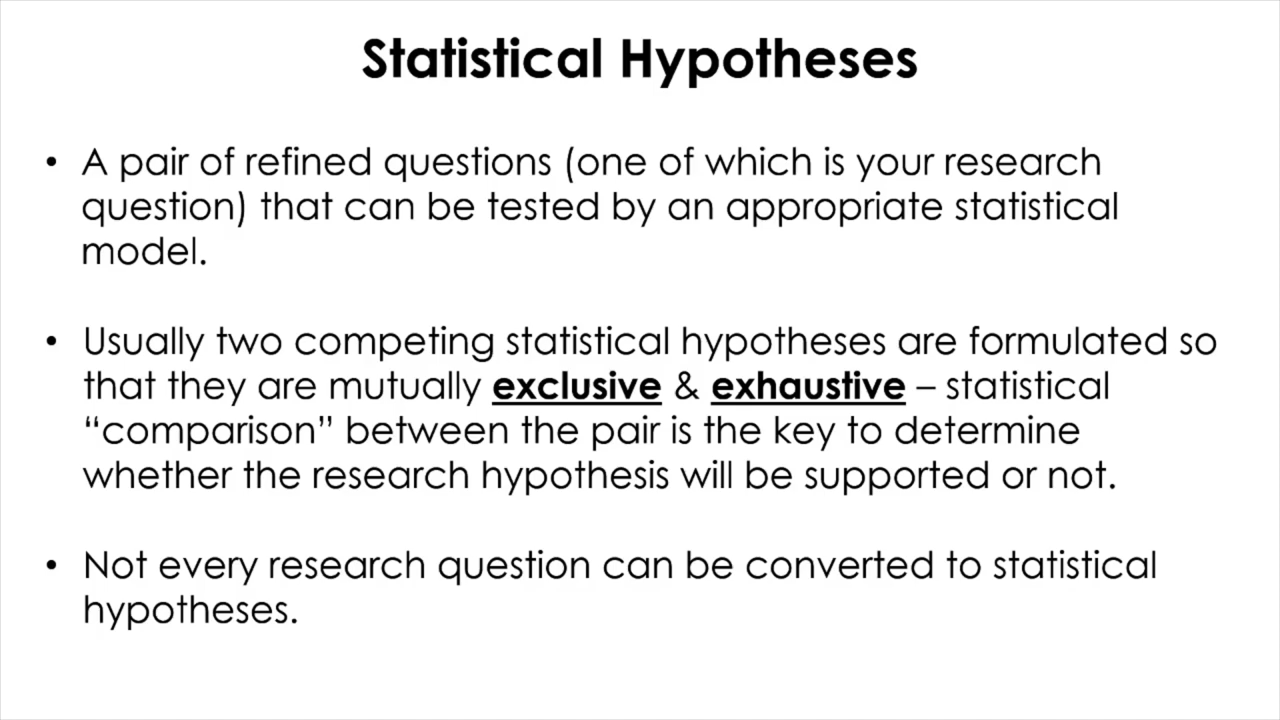 Statistical Hypotheses
• A pair of refined questions (one of which is your research
question) that can be tested by an appropriate statistical
model.
• Usually two competing statistical hypotheses are formulated so
that they are mutually exclusive & exhaustive – statistical
“comparison” between the pair is the key to determine
whether the research hypothesis will be supported or not.
• Not every research question can be converted to statistical
hypotheses.